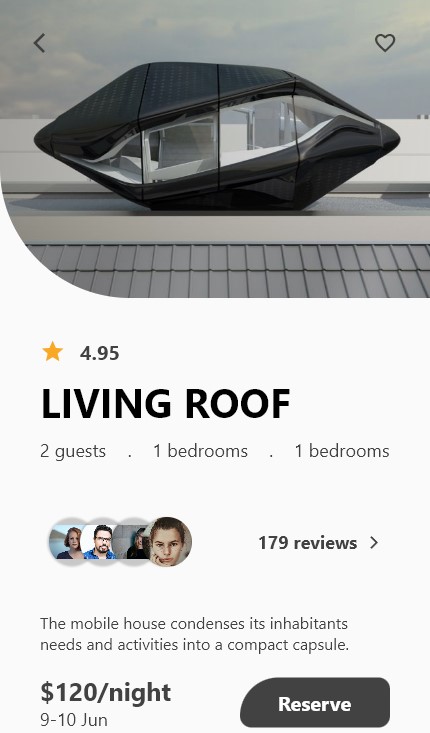 4.95
LIVING ROOF
2 guests . 1 bedrooms . 1 bedrooms
179 reviews
The mobile house condenses its inhabitants
needs and activities into a compact capsule.
$120/night
9-10 Jun
Reserve